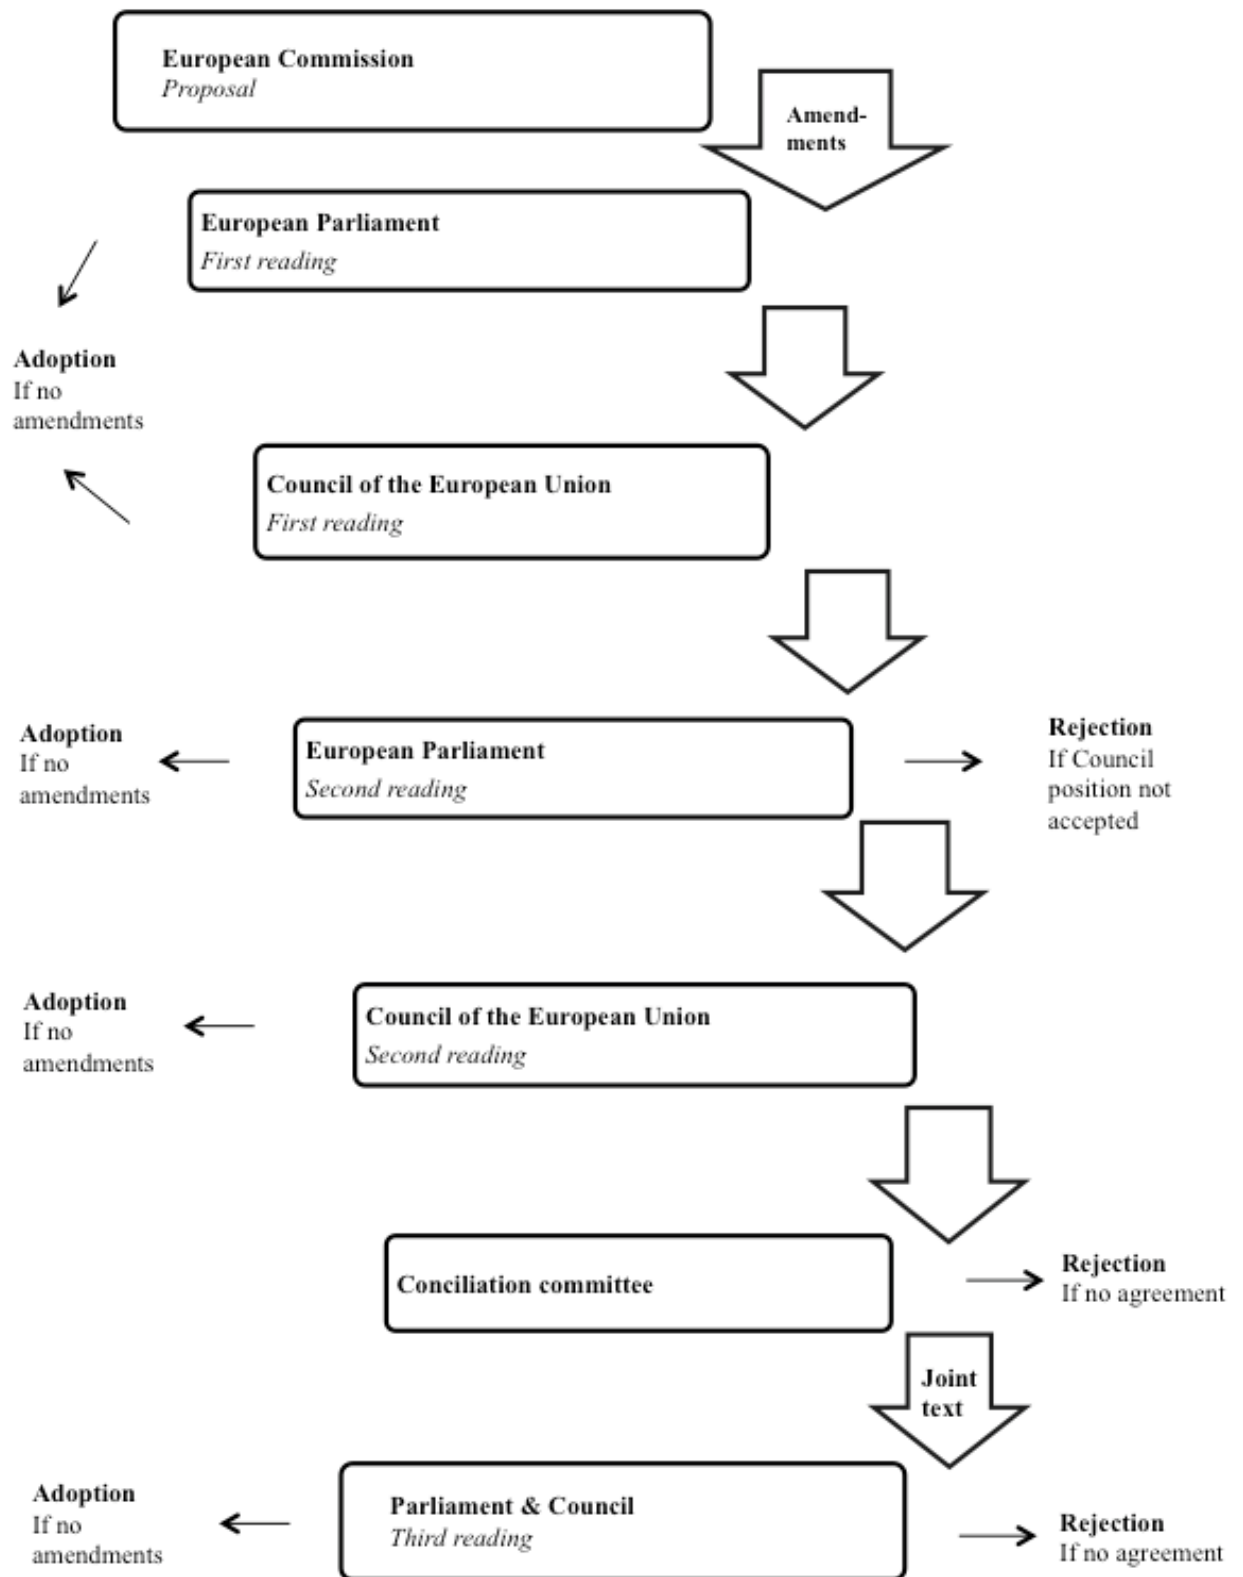 European Commission
Proposal
Amend-
ments
European Parliament
First reading
Adoption
If no
amendments
Council of the European Union
First reading
Adoption
If no
amendments
European Parliament
Second reading
Rejection
If Council
position not
accepted
Adoption
If no
amendments
Council of the European Union
Second reading
Conciliation committee
Rejection
If no agreement
Joint
text
Adoption
If no
amendments
Parliament & Council
Third reading
Rejection
If no agreement